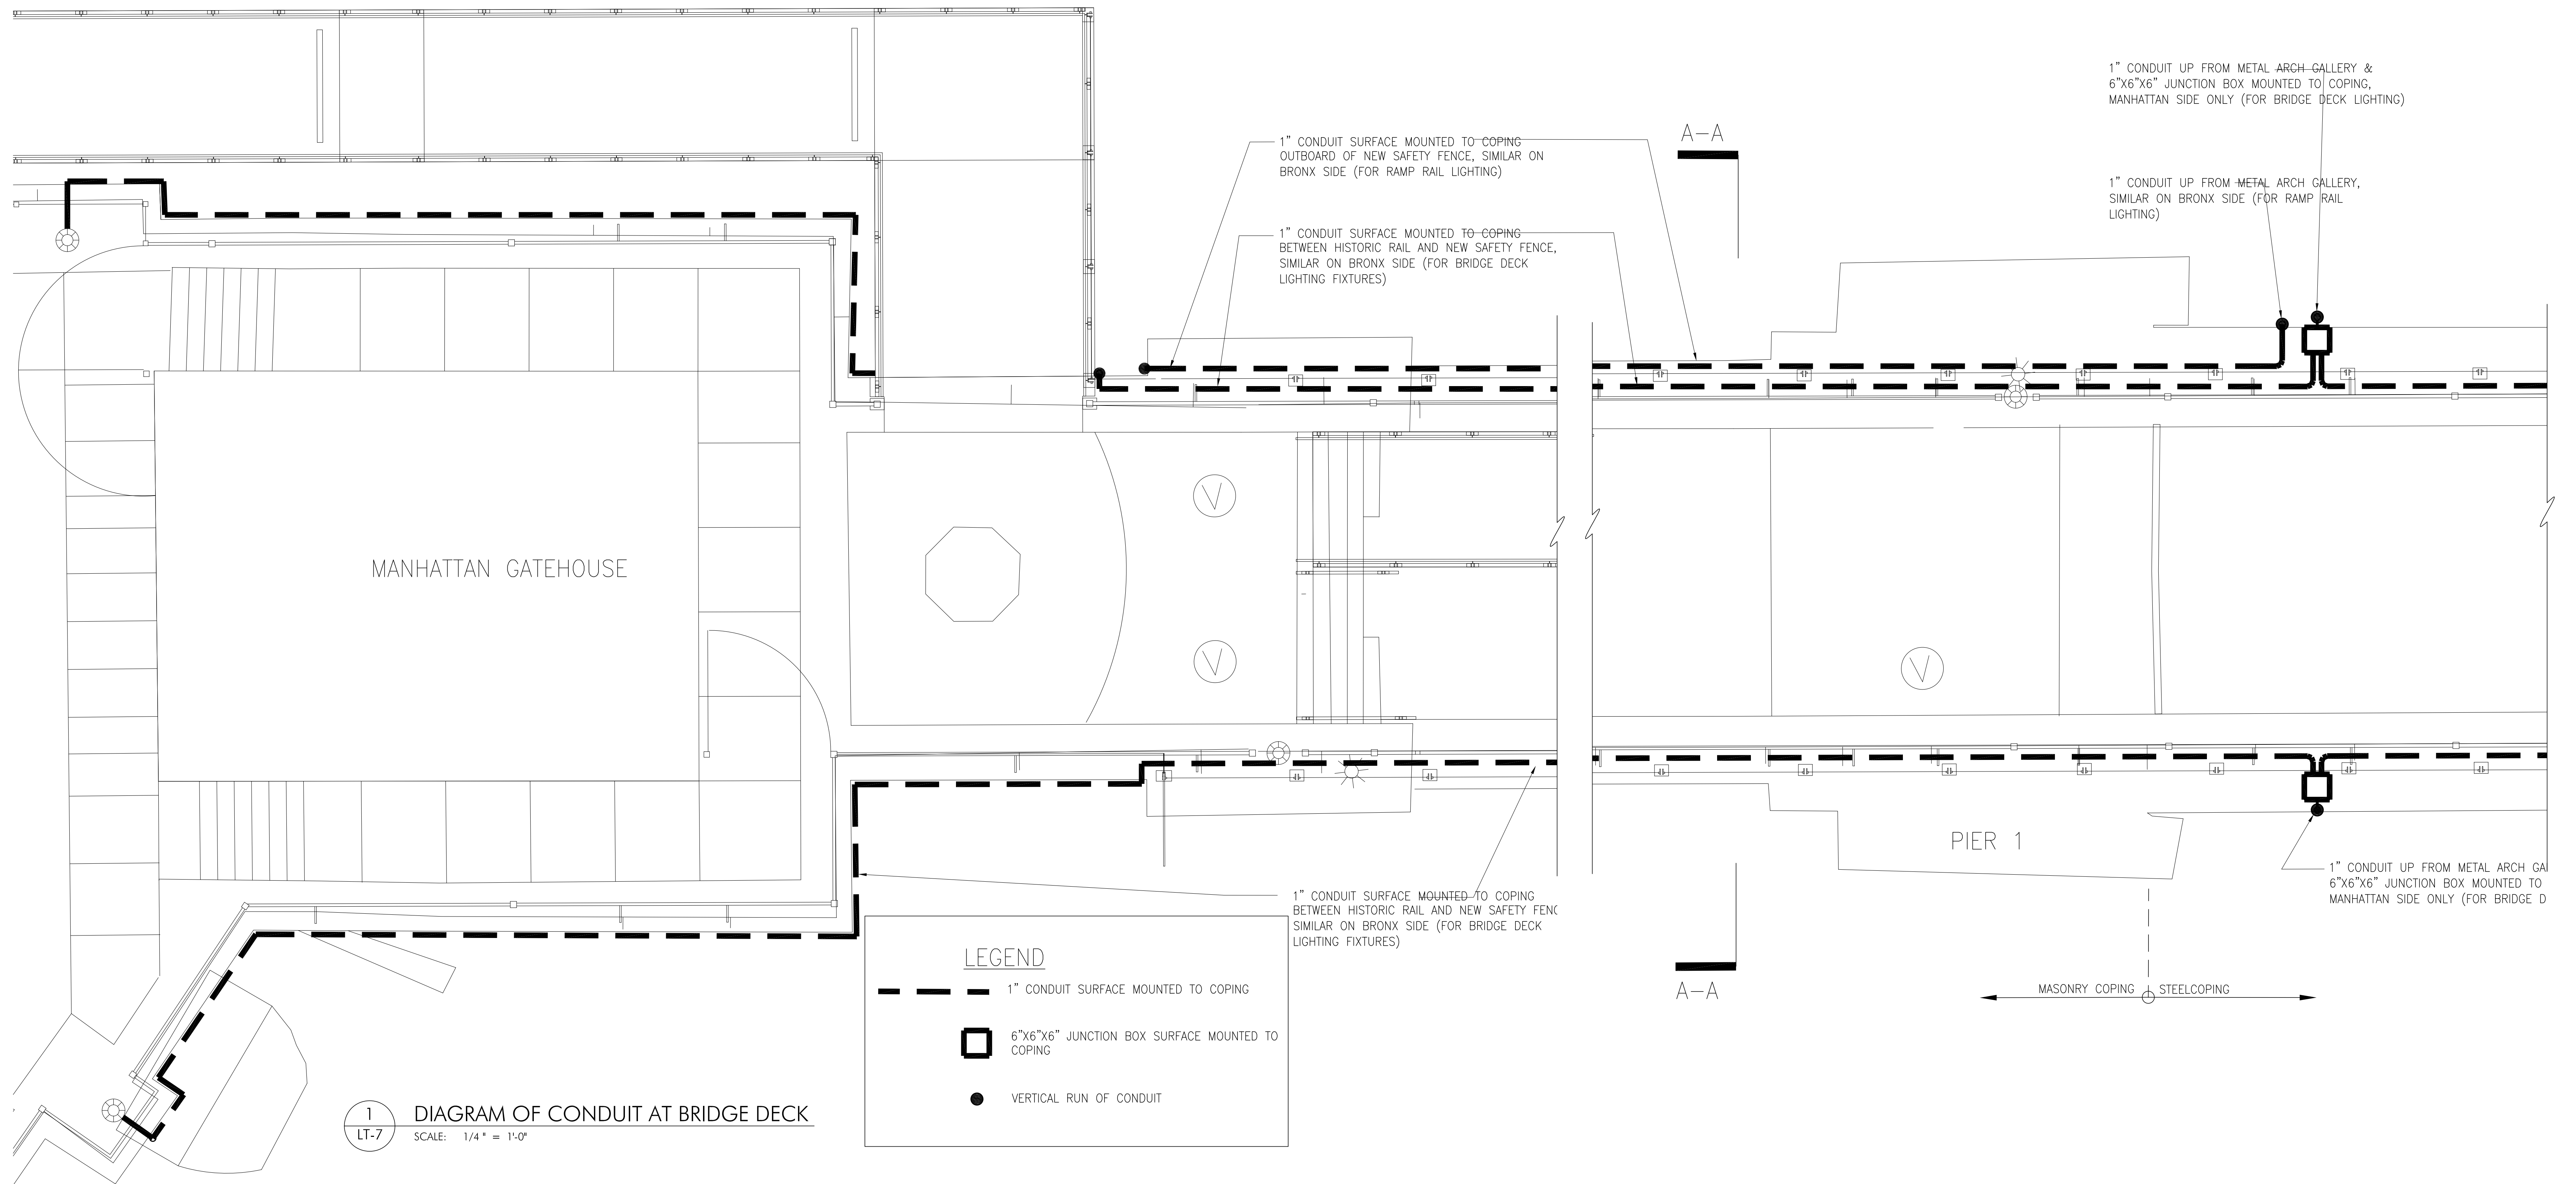 1" CONDUIT UP FROM METAL ARCH GALLERY &
6"X6"X6" JUNCTION BOX MOUNTED TO COPING,
MANHATTAN SIDE ONLY (FOR BRIDGE DECK LIGHTING)
A-A
1" CONDUIT SURFACE MOUNTED TO COPING
OUTBOARD OF NEW SAFETY FENCE, SIMILAR ON
BRONX SIDE (FOR RAMP RAIL LIGHTING)
1" CONDUIT UP FROM METAL ARCH GALLERY,
SIMILAR ON BRONX SIDE (FOR RAMP RAIL
LIGHTING)
1" CONDUIT SURFACE MOUNTED TO COPING
BETWEEN HISTORIC RAIL AND NEW SAFETY FENCE,
SIMILAR ON BRONX SIDE (FOR BRIDGE DECK
LIGHTING FIXTURES)
V
MANHATTAN GATEHOUSE
V
V
PIER 1
1" CONDUIT UP FROM METAL ARCH GA
6"X6"X6" JUNCTION BOX MOUNTED TO
MANHATTAN SIDE ONLY (FOR BRIDGE D
1" CONDUIT SURFACE MOUNTED TO COPING
BETWEEN HISTORIC RAIL AND NEW SAFETY FENC
SIMILAR ON BRONX SIDE (FOR BRIDGE DECK
LIGHTING FIXTURES)
LEGEND
1" CONDUIT SURFACE MOUNTED TO COPING
6"X6"X6" JUNCTION BOX SURFACE MOUNTED TO
COPING
VERTICAL RUN OF CONDUIT
A-A
MASONRY COPING STEELCOPING
1
LT-7
DIAGRAM OF CONDUIT AT BRIDGE DECK
SCALE: 1/4 " = 1'-0"